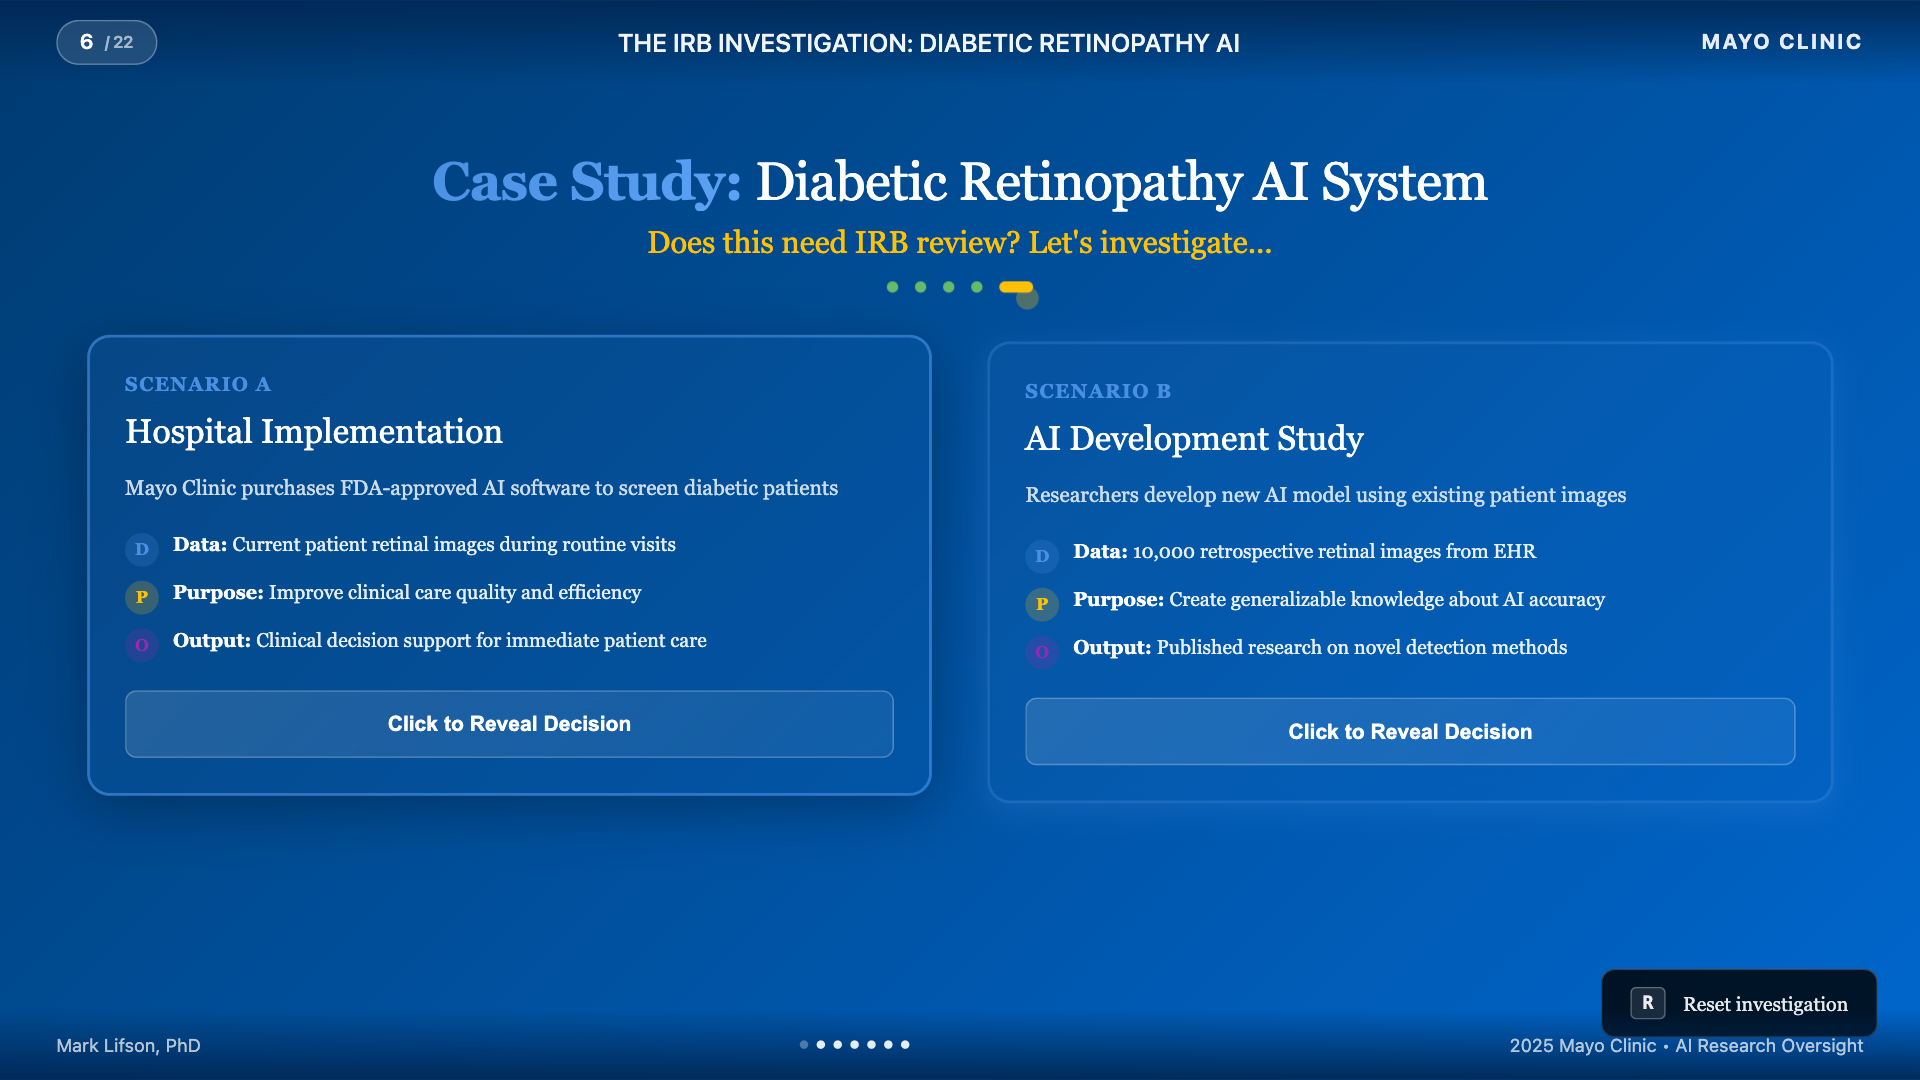 6 / 22
THE IRB INVESTIGATION: DIABETIC RETINOPATHY AI
MAYO CLINIC
Case Study: Diabetic Retinopathy AI System
Does this need IRB review? Let's investigate...
SCENARIO A
Hospital Implementation
Mayo Clinic purchases FDA-approved AI software to screen diabetic patients
D Data: Current patient retinal images during routine visits
P Purpose: Improve clinical care quality and efficiency
O Output: Clinical decision support for immediate patient care
Click to Reveal Decision
SCENARIO B
AI Development Study
Researchers develop new AI model using existing patient images
D Data: 10,000 retrospective retinal images from EHR
P Purpose: Create generalizable knowledge about AI accuracy
O Output: Published research on novel detection methods
Click to Reveal Decision
R Reset investigation
Mark Lifson, PhD
2025 Mayo Clinic • AI Research Oversight